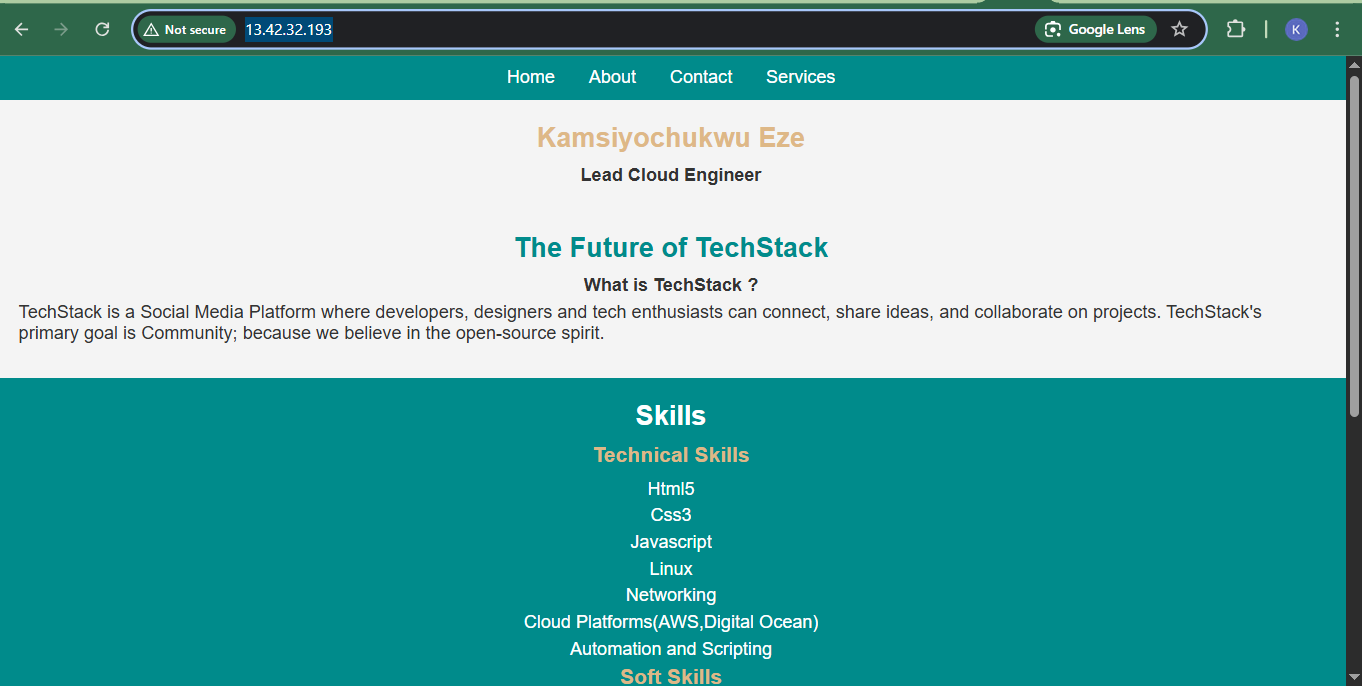 Not secure
13.42.32.193
Google Lens
K
Home About Contact Services
Kamsiyochukwu Eze
Lead Cloud Engineer
The Future of TechStack
What is TechStack ?
TechStack is a Social Media Platform where developers, designers and tech enthusiasts can connect, share ideas, and collaborate on projects. TechStack's
primary goal is Community; because we believe in the open-source spirit.
Skills
Technical Skills
Html5
Css3
Javascript
Linux
Networking
Cloud Platforms(AWS,Digital Ocean)
Automation and Scripting
Soft Skills